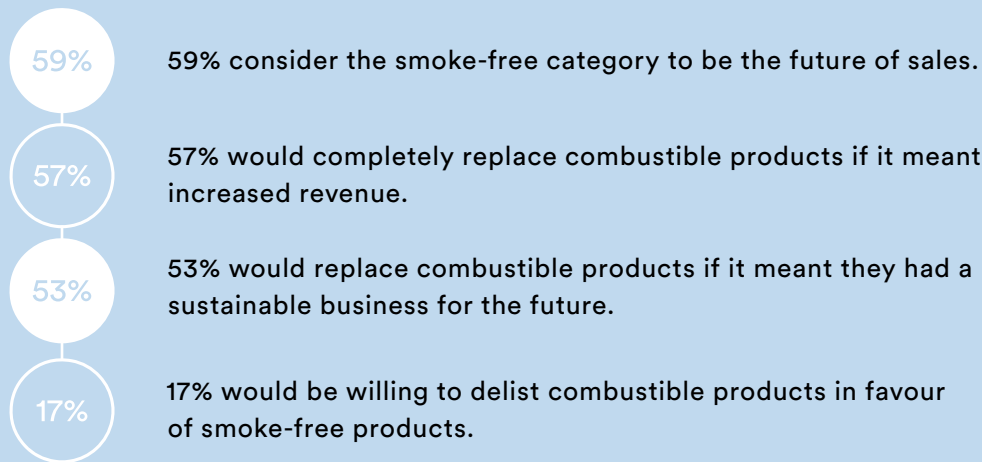 59%
59% consider the smoke-free category to be the future of sales.
57%
57% would completely replace combustible products if it meant
increased revenue.
53%
53% would replace combustible products if it meant they had a
sustainable business for the future.
17%
17% would be willing to delist combustible products in favour
of smoke-free products.